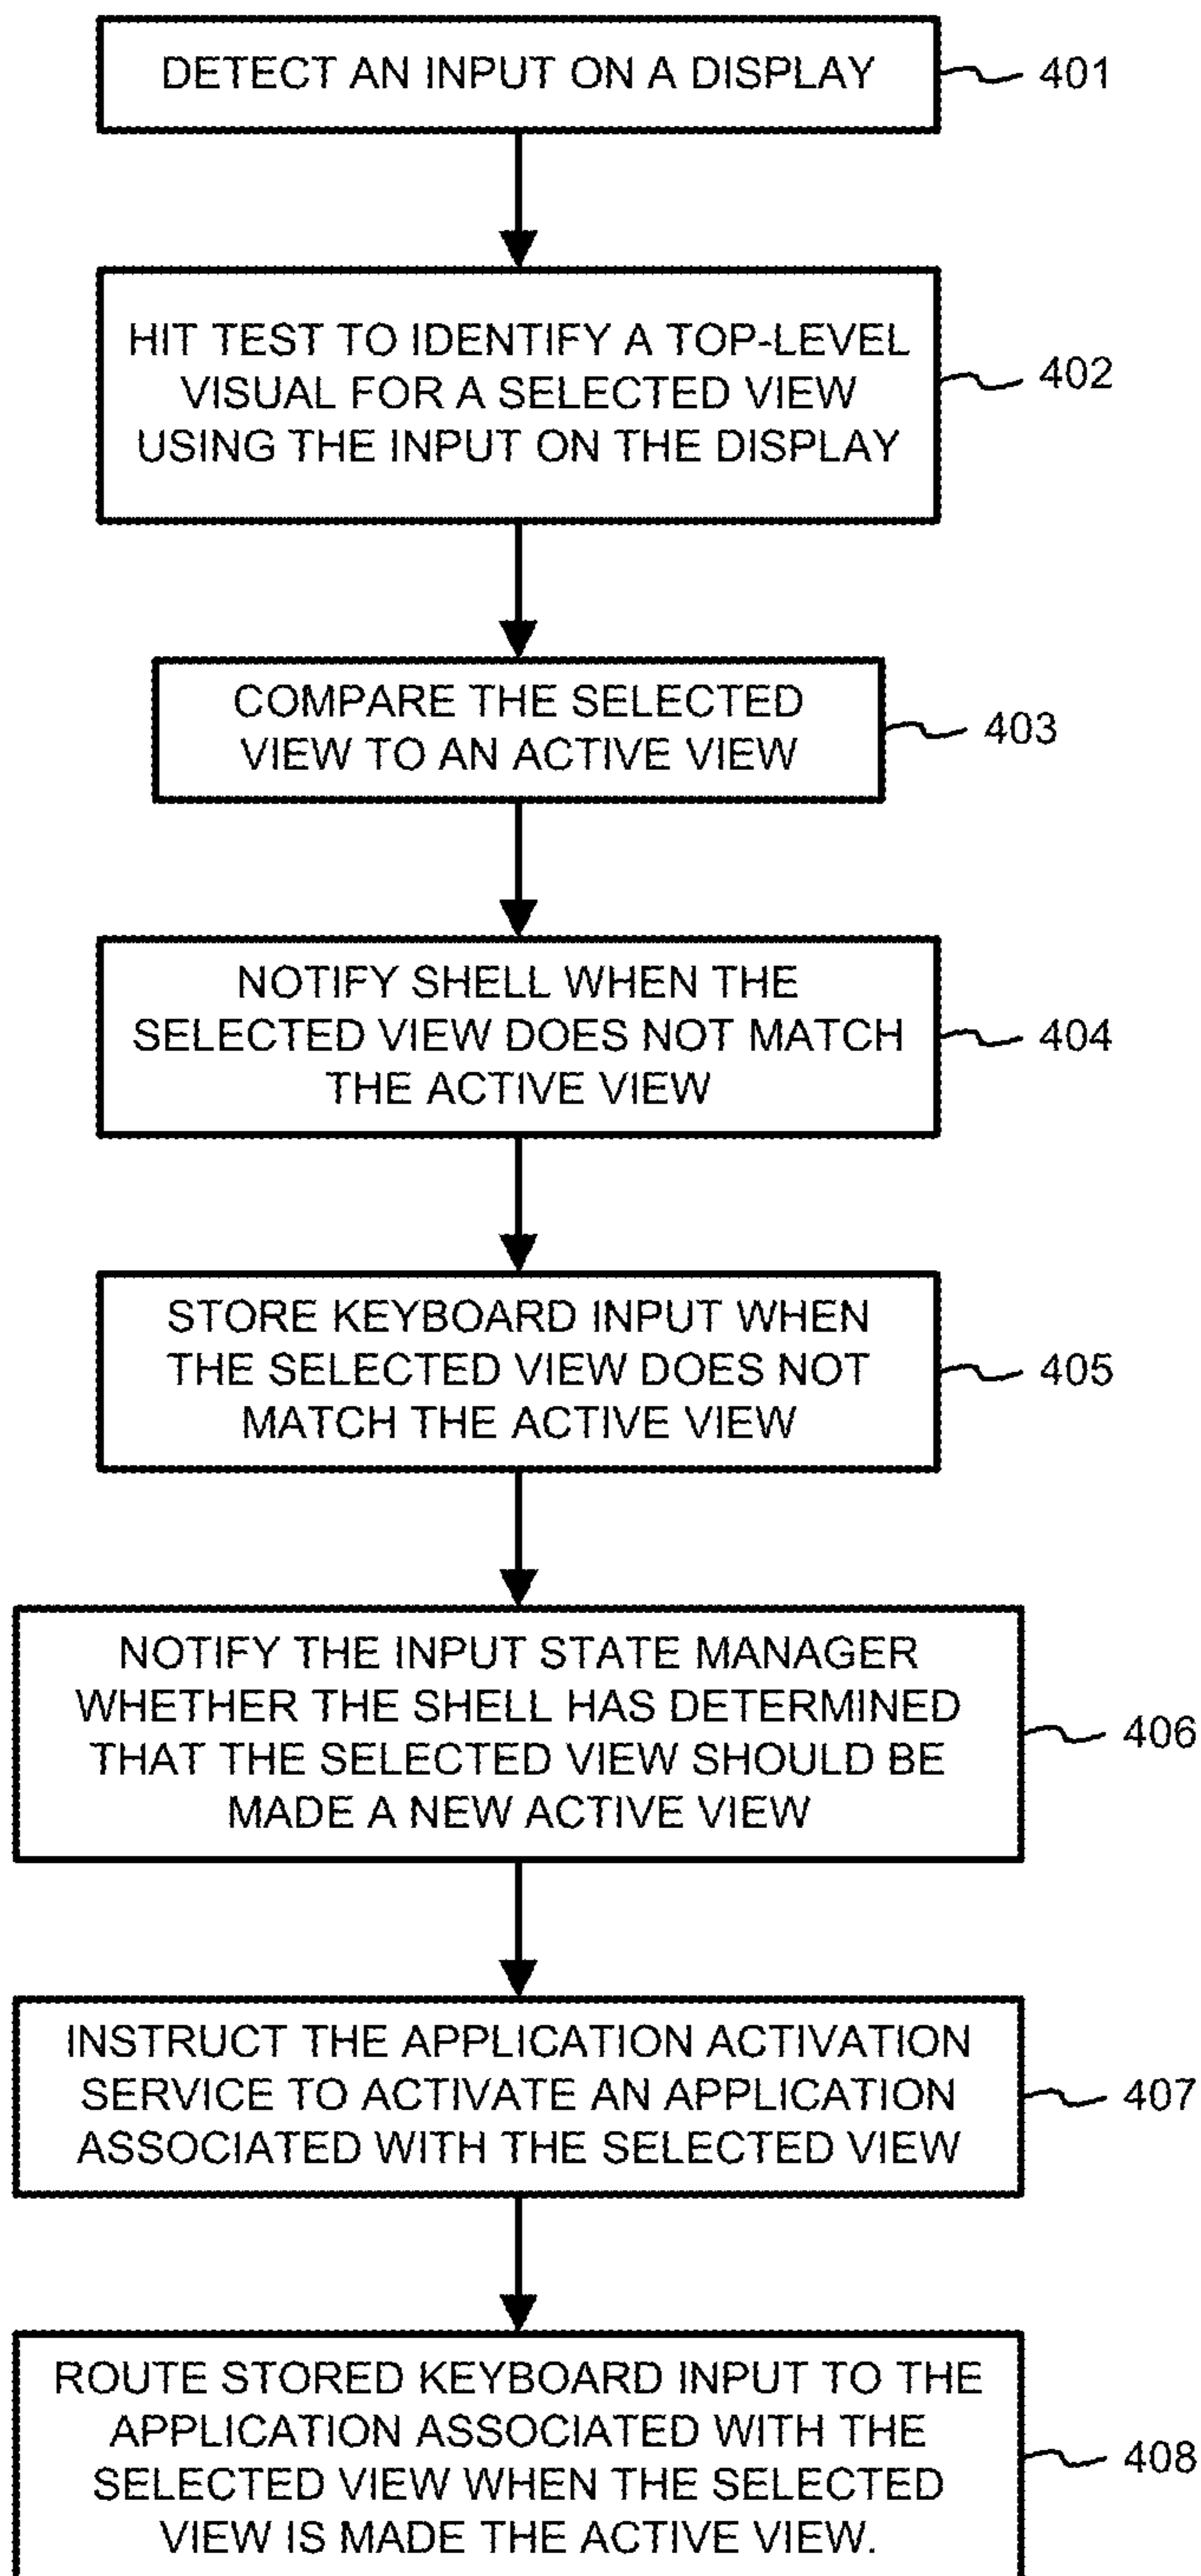 DETECT AN INPUT ON A DISPLAY
401
HIT TEST TO IDENTIFY A TOP-LEVEL
VISUAL FOR A SELECTED VIEW
USING THE INPUT ON THE DISPLAY
402
COMPARE THE SELECTED
VIEW TO AN ACTIVE VIEW
403
NOTIFY SHELL WHEN THE
SELECTED VIEW DOES NOT MATCH
THE ACTIVE VIEW
404
STORE KEYBOARD INPUT WHEN
THE SELECTED VIEW DOES NOT
MATCH THE ACTIVE VIEW
405
NOTIFY THE INPUT STATE MANAGER
WHETHER THE SHELL HAS DETERMINED
THAT THE SELECTED VIEW SHOULD BE
MADE A NEW ACTIVE VIEW
406
INSTRUCT THE APPLICATION ACTIVATION
SERVICE TO ACTIVATE AN APPLICATION
ASSOCIATED WITH THE SELECTED VIEW
407
ROUTE STORED KEYBOARD INPUT TO THE
APPLICATION ASSOCIATED WITH THE
SELECTED VIEW WHEN THE SELECTED
VIEW IS MADE THE ACTIVE VIEW.
408